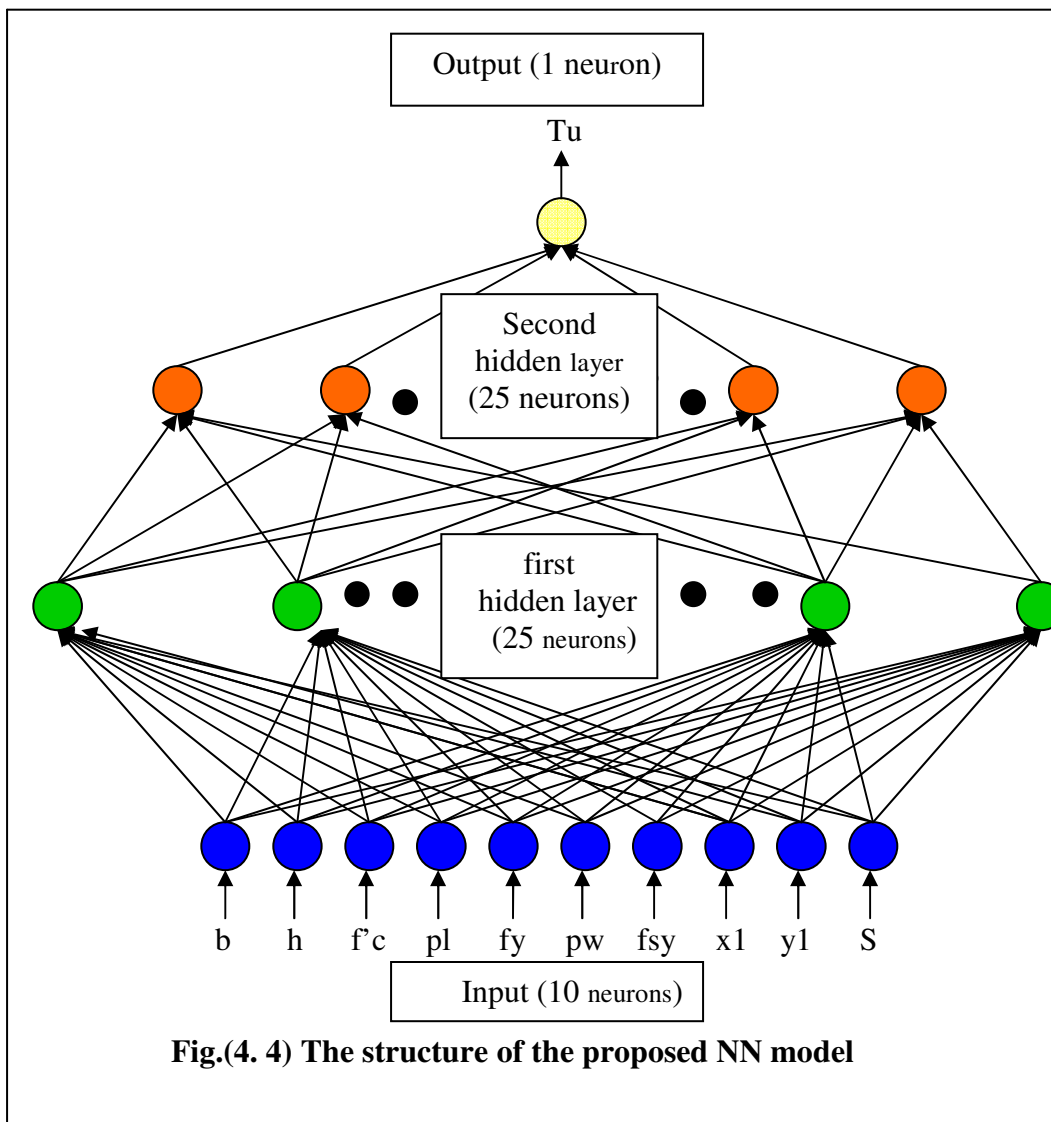 Output (1 neuron)
Tu
Second
hidden layer
(25 neurons)
first
hidden layer
(25 neurons)
b h f'c pl fy pw fsy x1 y1 S
Input (10 neurons)
Fig.(4. 4) The structure of the proposed NN model